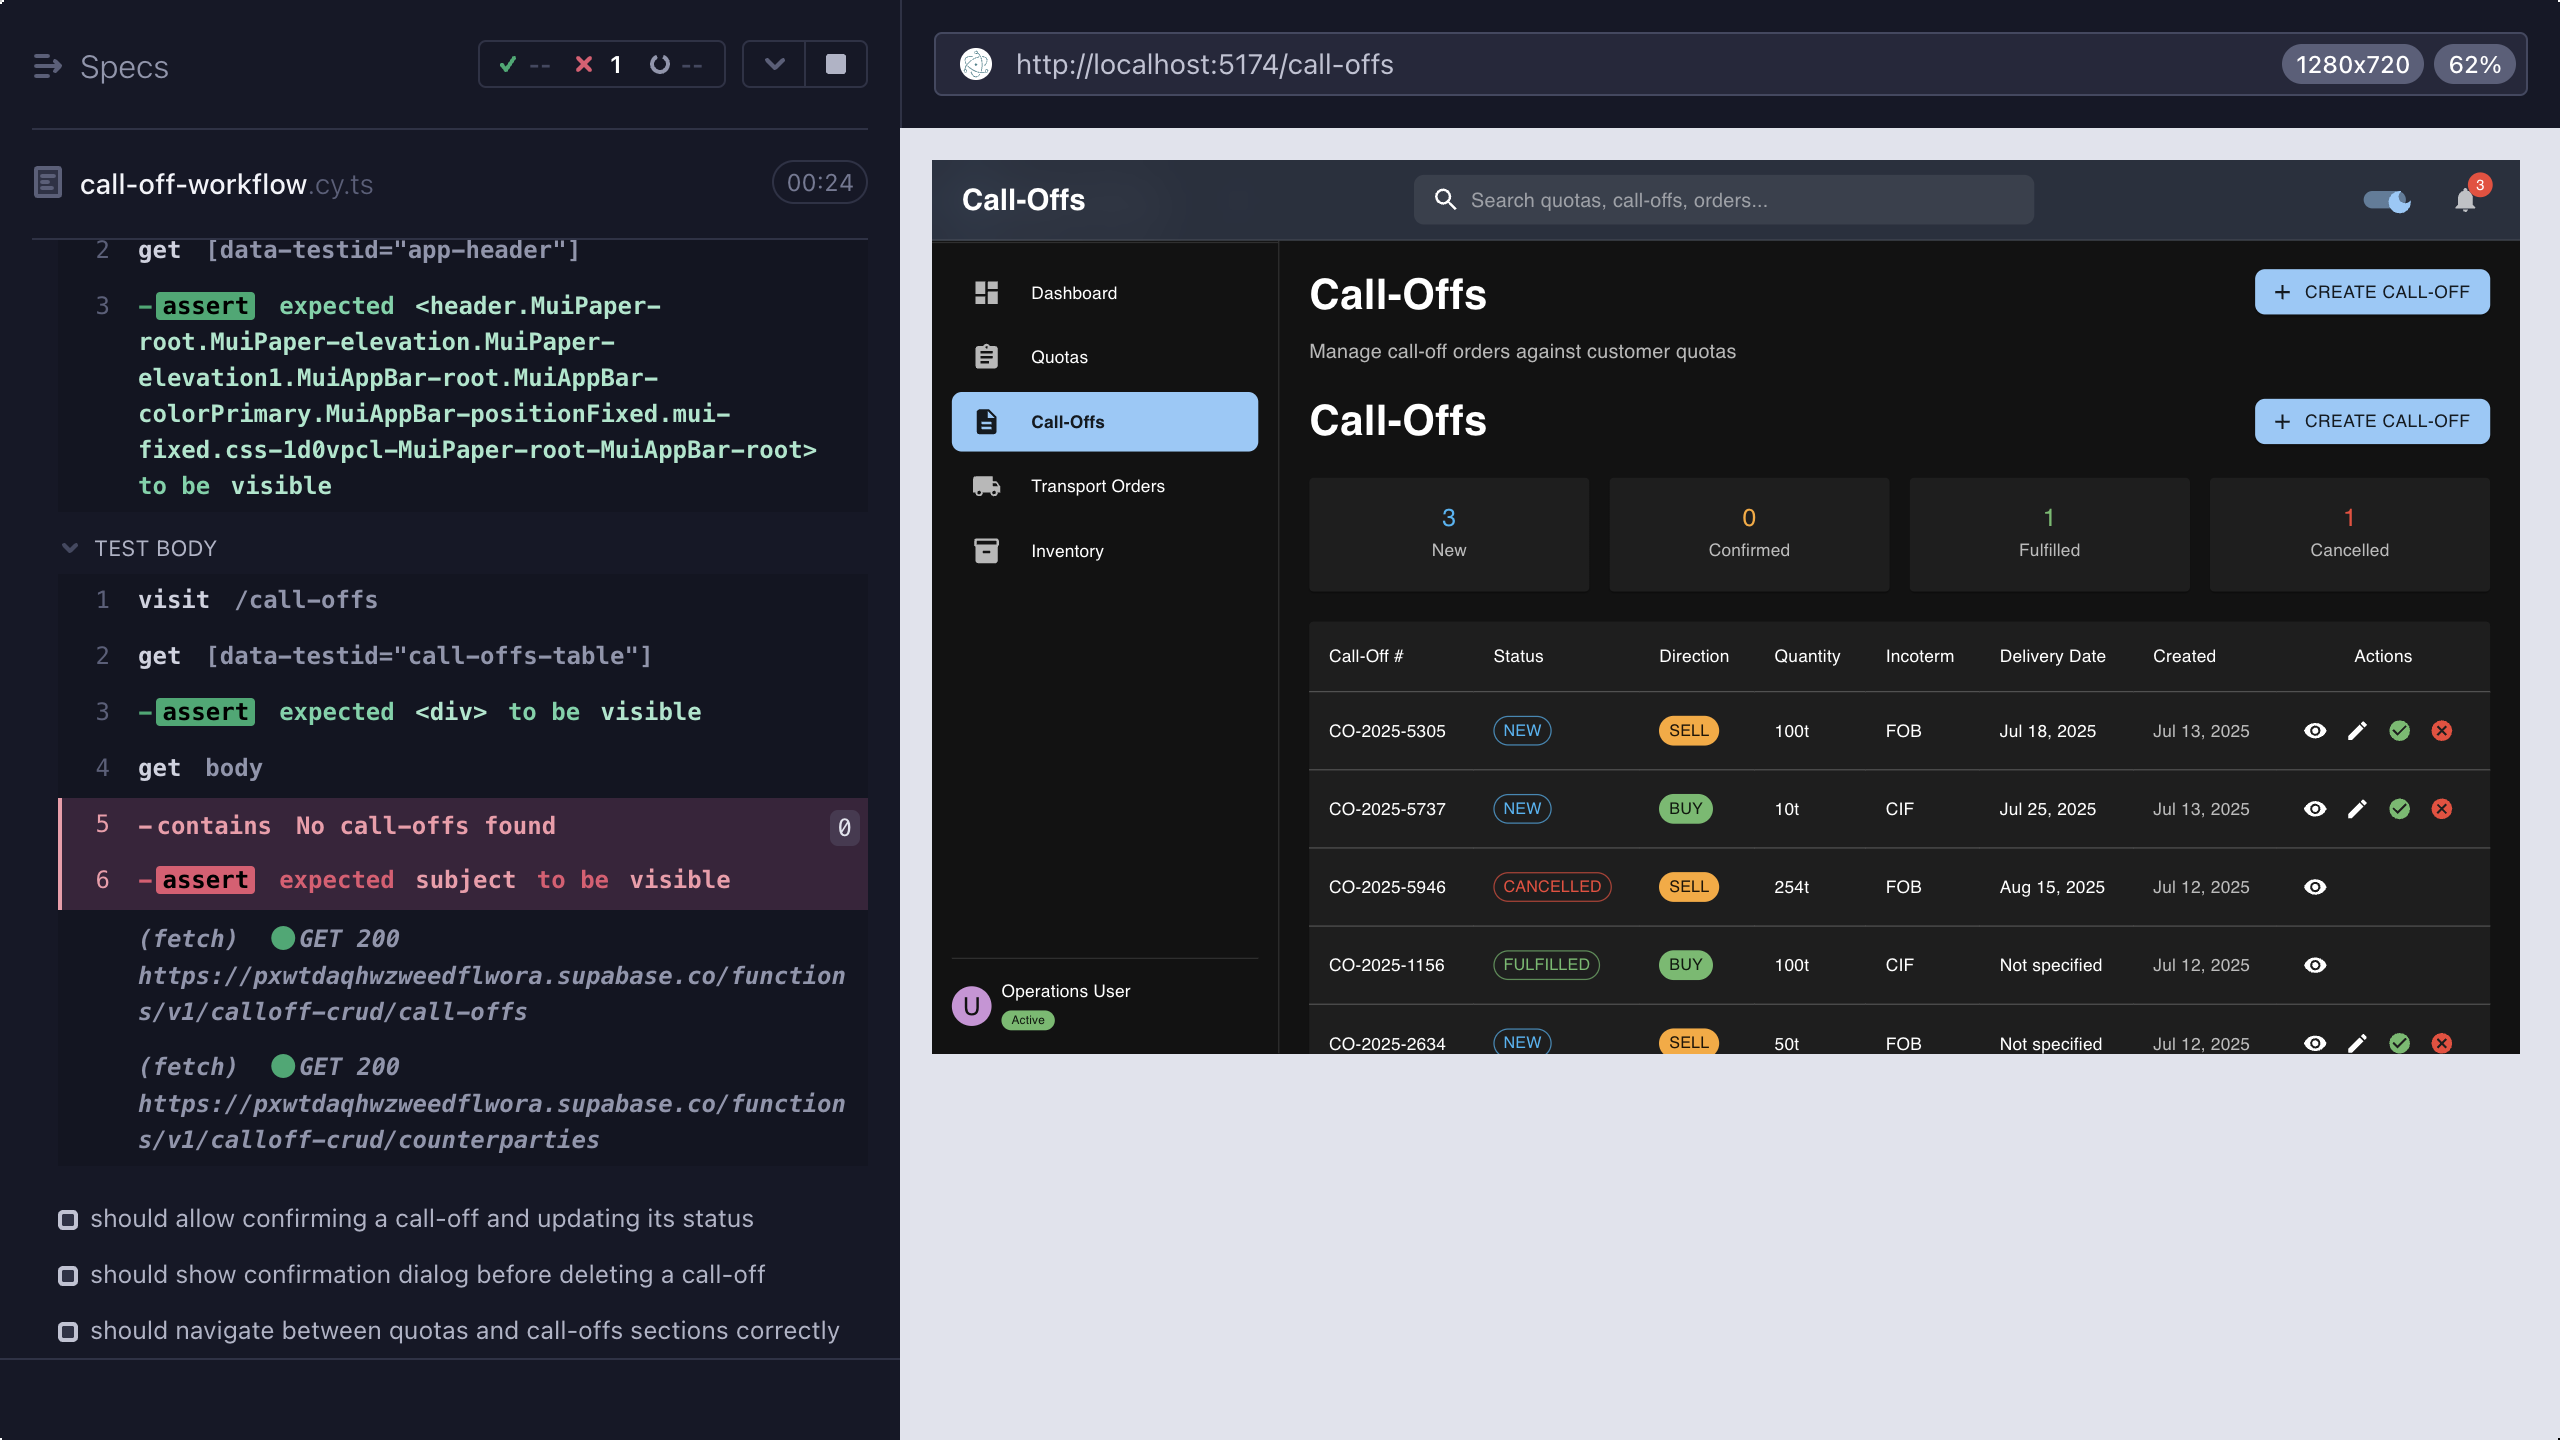 Specs
-- 1 --
call-off-workflow.cy.ts
00:24
2 get [data-testid="app-header"]
3 -assert expected <header.MuiPaper-
root.MuiPaper-elevation.MuiPaper-
elevation1.MuiAppBar-root.MuiAppBar-
colorPrimary.MuiAppBar-positionFixed.mui-
fixed.css-1d0vpcl-MuiPaper-root-MuiAppBar-root>
to be visible
TEST BODY
1 visit /call-offs
2 get [data-testid="call-offs-table"]
3 -assert expected <div> to be visible
4 get body
5 -contains No call-offs found 0
6 -assert expected subject to be visible
(fetch) GET 200
https://pxwtdaqhwzweedflwora.supabase.co/function
s/v1/calloff-crud/call-offs
(fetch) GET 200
https://pxwtdaqhwzweedflwora.supabase.co/function
s/v1/calloff-crud/counterparties
should allow confirming a call-off and updating its status
should show confirmation dialog before deleting a call-off
should navigate between quotas and call-offs sections correctly
http://localhost:5174/call-offs
1280x720
62%
Call-Offs
Search quotas, call-offs, orders...
3
Dashboard
Quotas
Call-Offs
Transport Orders
Inventory
U
Operations User
Active
Call-Offs
+ CREATE CALL-OFF
Manage call-off orders against customer quotas
Call-Offs
+ CREATE CALL-OFF
3 New
0 Confirmed
1 Fulfilled
1 Cancelled
Call-Off # Status Direction Quantity Incoterm Delivery Date Created Actions
CO-2025-5305 NEW SELL 100t FOB Jul 18, 2025 Jul 13, 2025
CO-2025-5737 NEW BUY 10t CIF Jul 25, 2025 Jul 13, 2025
CO-2025-5946 CANCELLED SELL 254t FOB Aug 15, 2025 Jul 12, 2025
CO-2025-1156 FULFILLED BUY 100t CIF Not specified Jul 12, 2025
CO-2025-2634 NEW SELL 50t FOB Not specified Jul 12, 2025